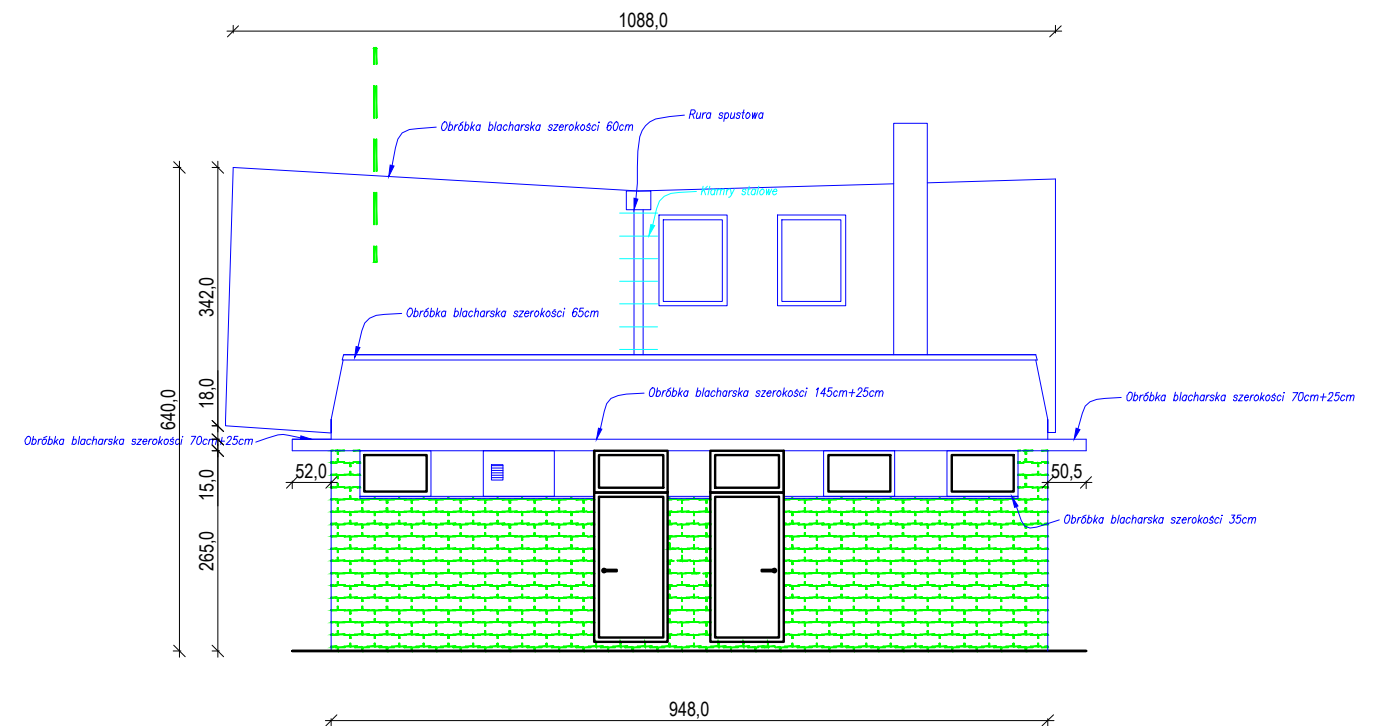 1088,0
Rura spustowa
Obróbka blacharska szerokości 60cm
Klamry stalowe
342,0
Obróbka blacharska szerokości 65cm
640,0
18,0
Obróbka blacharska szerokości 145cm+25cm
Obróbka blacharska szerokości 70cm+25cm
Obróbka blacharska szerokości 70cm+25cm
52,0
50,5
15,0
Obróbka blacharska szerokości 35cm
265,0
948,0